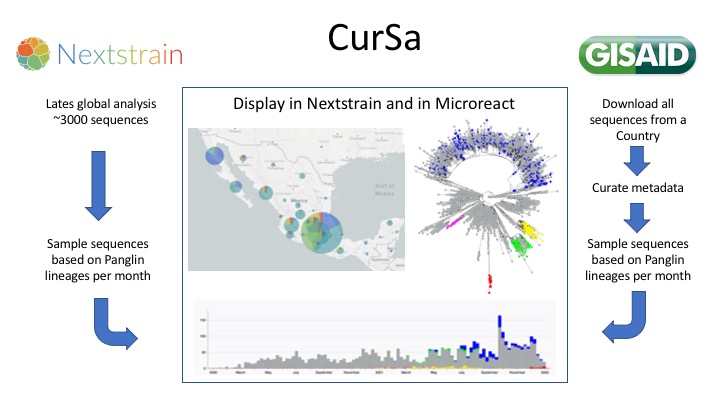 CurSa
Nextstrain
GISAID
Lates global analysis
~3000 sequences
Sample sequences
based on Panglin
lineages per month
Display in Nextstrain and in Microreact
Mexico
Gulf of
Mexico
Download all
sequences from a
Country
Curate metadata
Sample sequences
based on Panglin
lineages per month